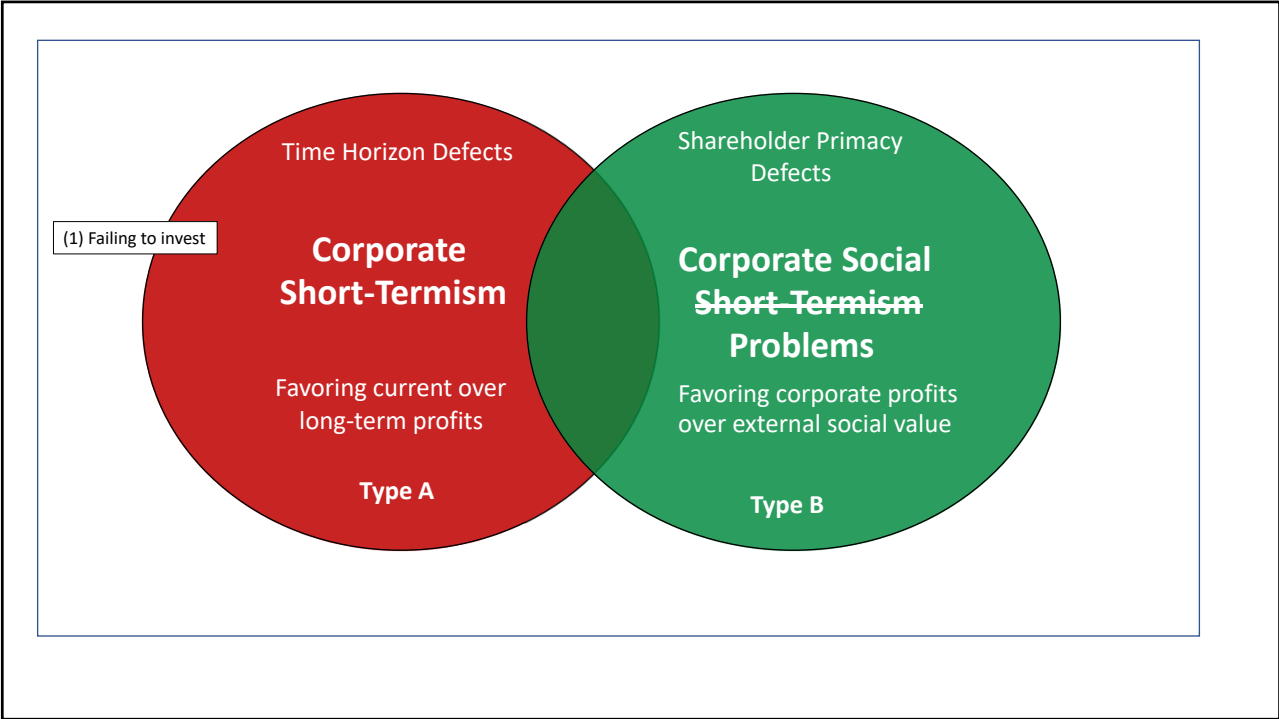 Time Horizon Defects
(1) Failing to invest
Corporate
Short-Termism
Favoring current over
long-term profits
Type A
Shareholder Primacy
Defects
Corporate Social
Short-Termism
Problems
Favoring corporate profits
over external social value
Type B